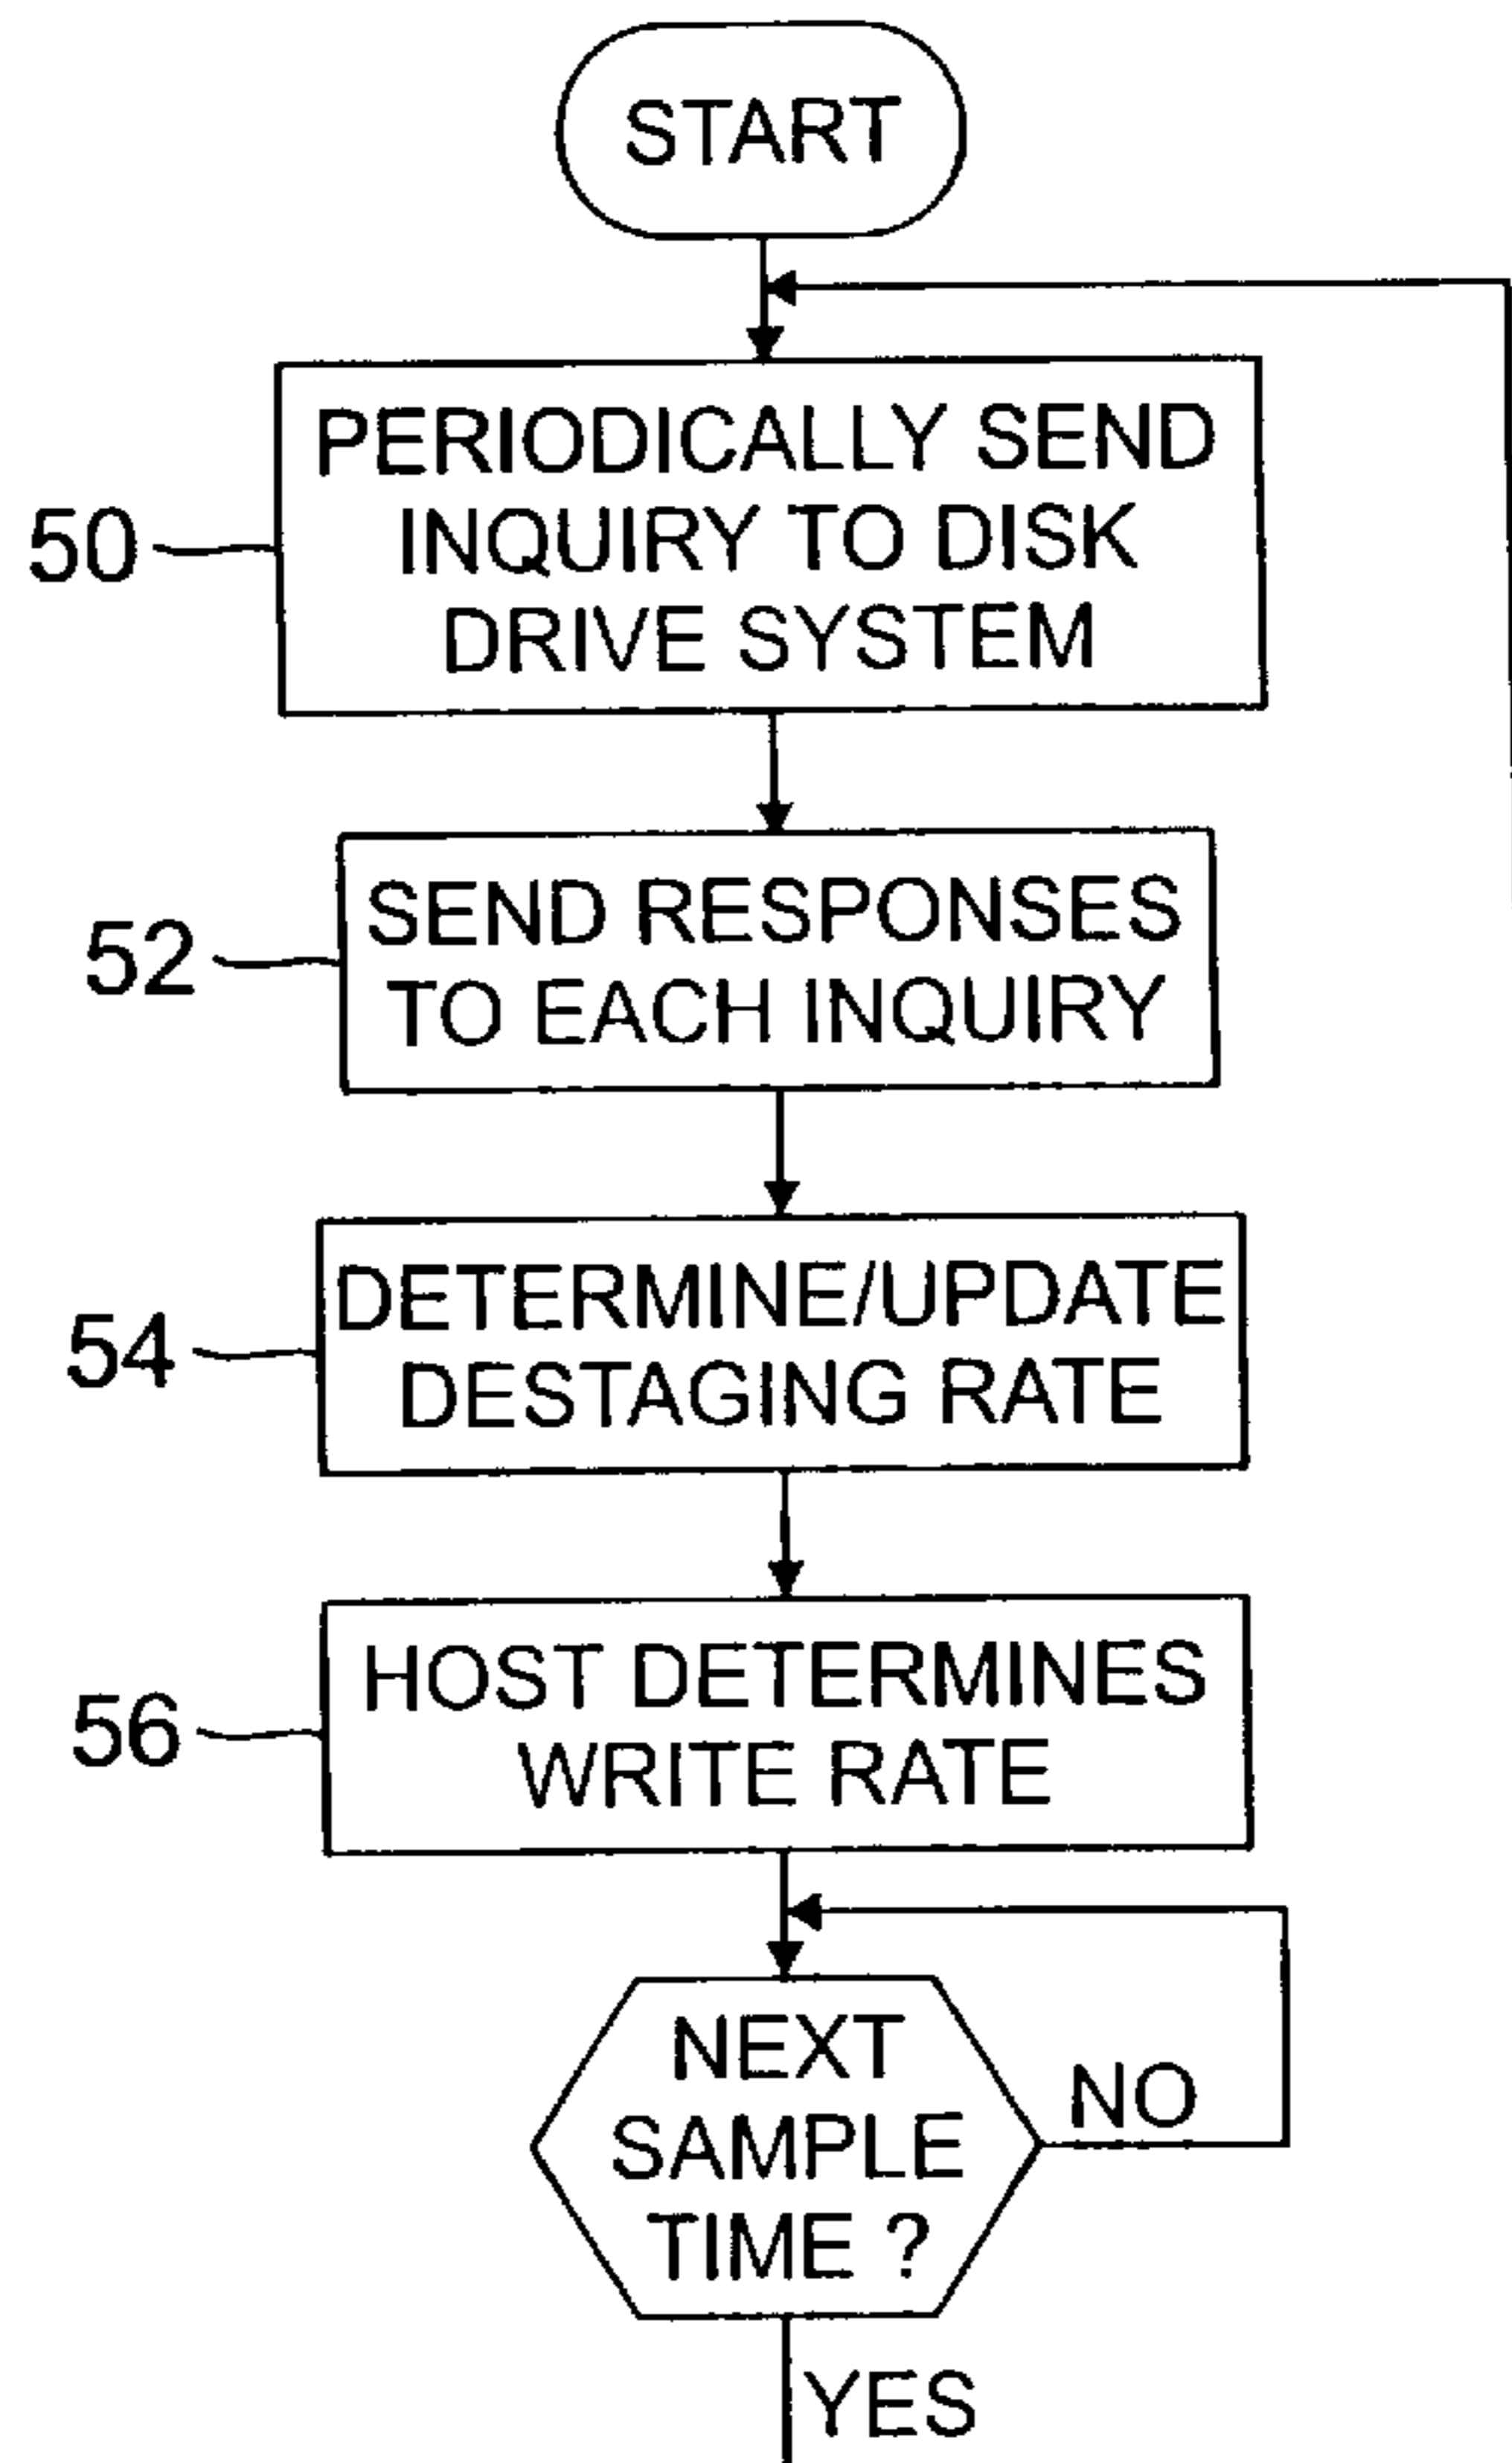 START
PERIODICALLY SEND
INQUIRY TO DISK
DRIVE SYSTEM
50
SEND RESPONSES
TO EACH INQUIRY
52
DETERMINE/UPDATE
DESTAGING RATE
54
HOST DETERMINES
WRITE RATE
56
NEXT
SAMPLE
TIME ?
NO
YES